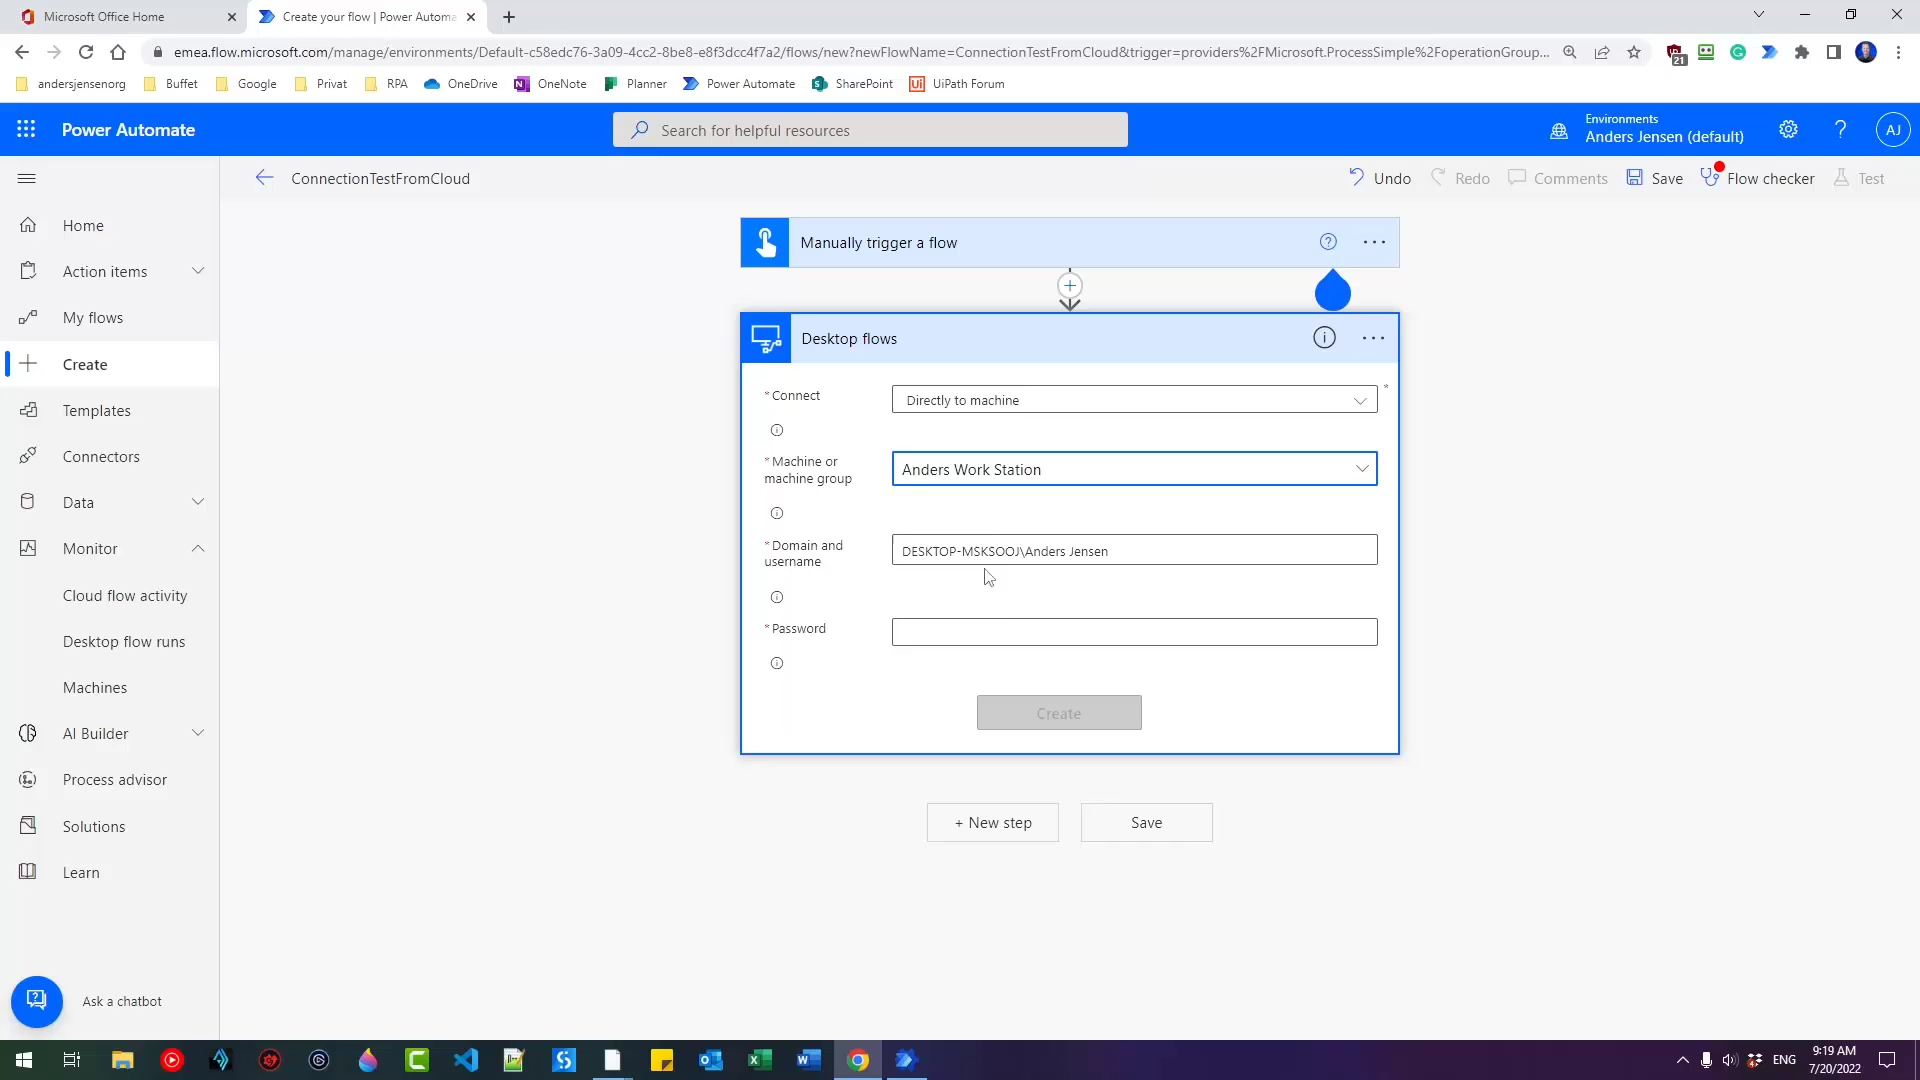 Microsoft Office Home
Create your flow | Power Automa
emea.flow.microsoft.com/manage/environments/Default-c58edc76-3a09-4cc2-8be8-e8f3dcc4f7a2/flows/new?newFlowName=ConnectionTestFromCloud&trigger=providers%2FMicrosoft.ProcessSimple%2FoperationGroup...
21
andersjensenorg
Buffet
Google
Privat
RPA
OneDrive
OneNote
Planner
Power Automate
SharePoint
UiPath Forum
Power Automate
Search for helpful resources
Environments
Anders Jensen (default)
AJ
ConnectionTestFromCloud
Undo
Redo
Comments
Save
Flow checker
Test
Home
Action items
My flows
Create
Templates
Connectors
Data
Monitor
Cloud flow activity
Desktop flow runs
Machines
AI Builder
Process advisor
Solutions
Learn
Ask a chatbot
Manually trigger a flow
Desktop flows
* Connect
Directly to machine
*
* Machine or
machine group
Anders Work Station
* Domain and
username
DESKTOP-MSKSOOJ\Anders Jensen
* Password
Create
+ New step
Save
ENG
9:19 AM
7/20/2022